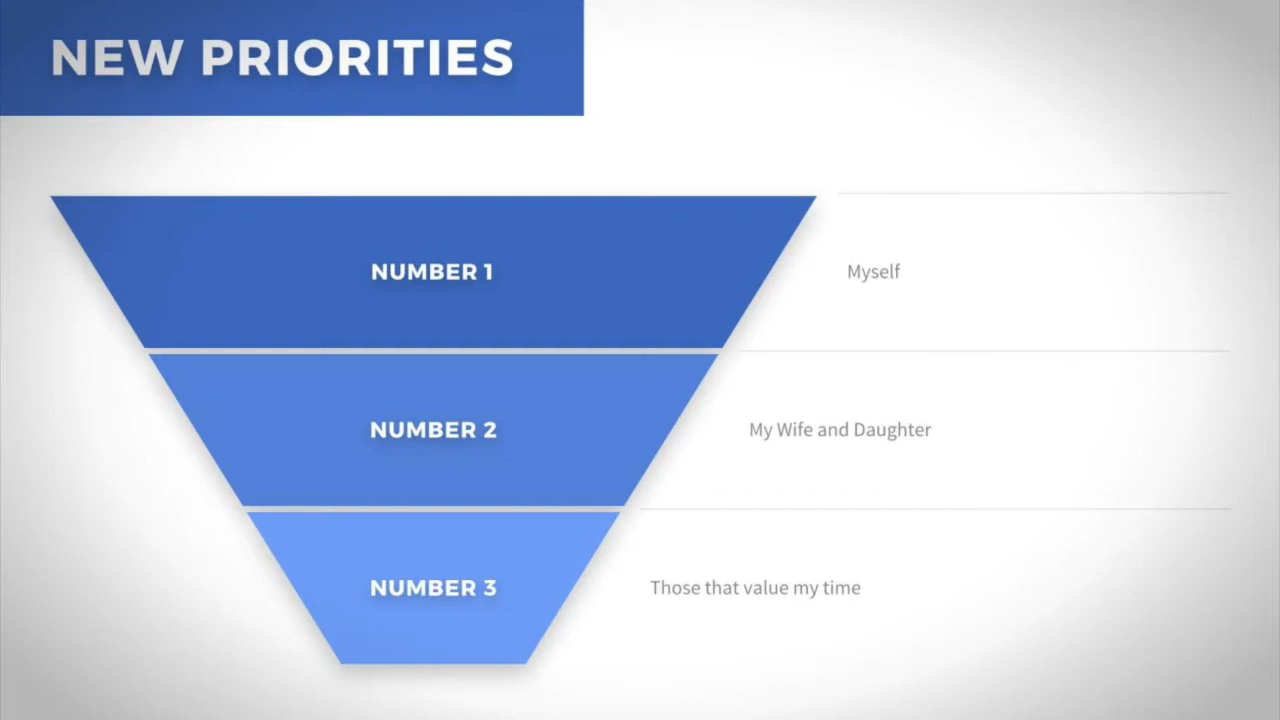 NEW PRIORITIES
NUMBER 1
Myself
NUMBER 2
My Wife and Daughter
NUMBER 3
Those that value my time